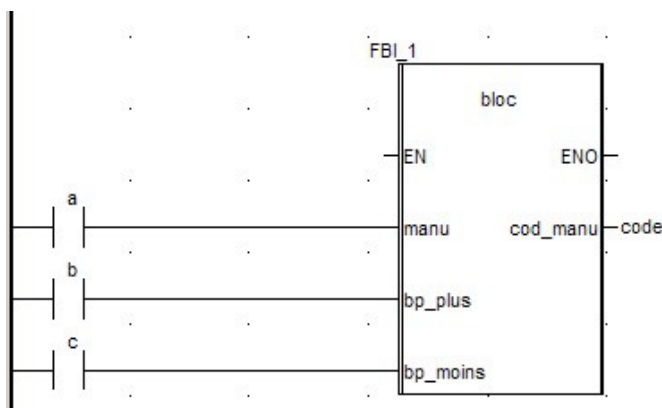 FBI_1
bloc
EN ENO
a
manu cod_manu code
b
bp_plus
c
bp_moins